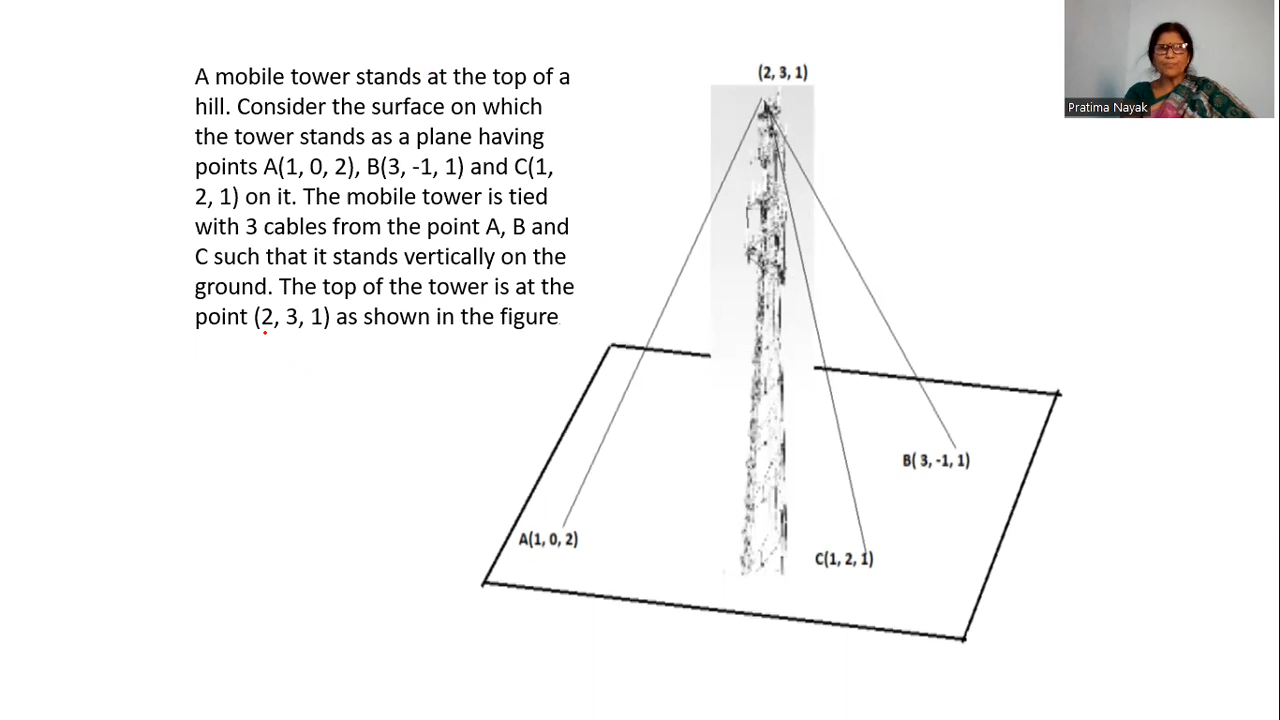 A mobile tower stands at the top of a
hill. Consider the surface on which
the tower stands as a plane having
points A(1, 0, 2), B(3, -1, 1) and C(1,
2, 1) on it. The mobile tower is tied
with 3 cables from the point A, B and
C such that it stands vertically on the
ground. The top of the tower is at the
point (2, 3, 1) as shown in the figure
(2, 3, 1)
Pratima Nayak
B( 3, -1, 1)
A(1, 0, 2)
C(1, 2, 1)